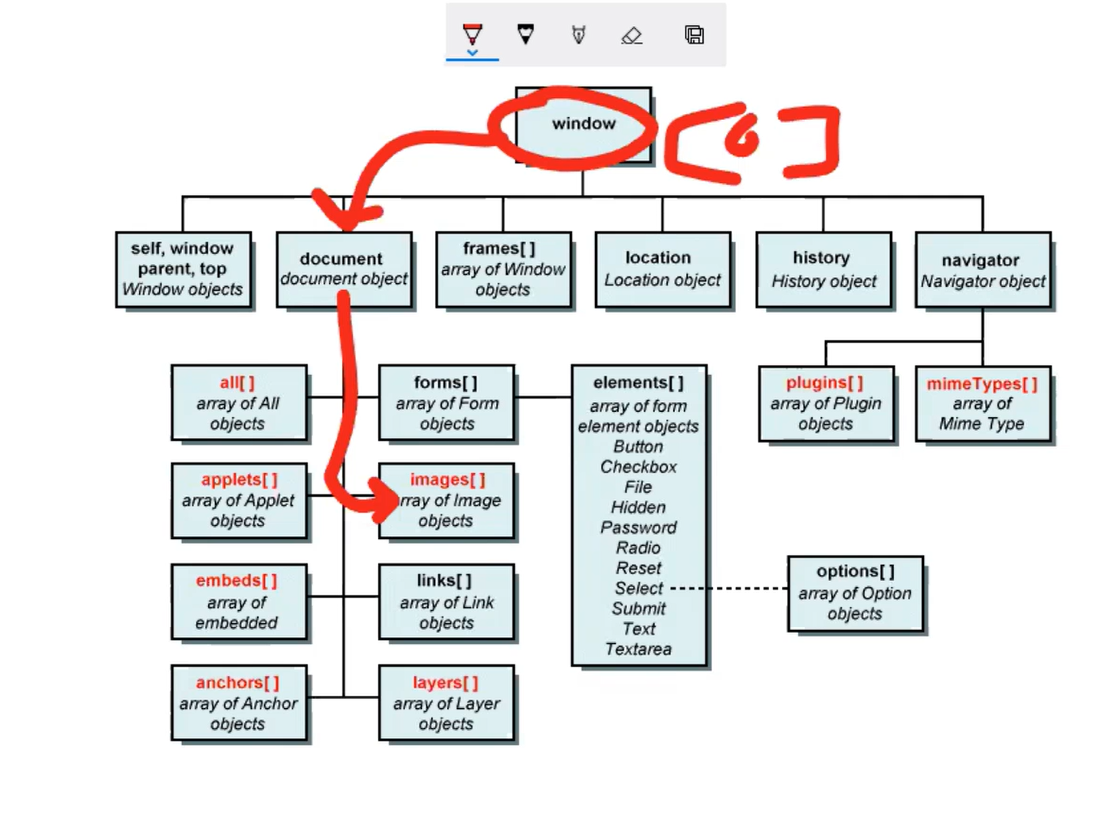 window
self, window
parent, top
Window objects
document
document object
frames[ ]
array of Window
objects
location
Location object
history
History object
navigator
Navigator object
all[ ]
array of All
objects
forms[ ]
array of Form
objects
elements[ ]
array of form
element objects
Button
Checkbox
File
Hidden
Password
Radio
Reset
Select
Submit
Text
Textarea
plugins[ ]
array of Plugin
objects
mimeTypes[ ]
array of
Mime Type
applets[ ]
array of Applet
objects
images[ ]
array of Image
objects
embeds[ ]
array of
embedded
links[ ]
array of Link
objects
options[ ]
array of Option
objects
anchors[ ]
array of Anchor
objects
layers[ ]
array of Layer
objects